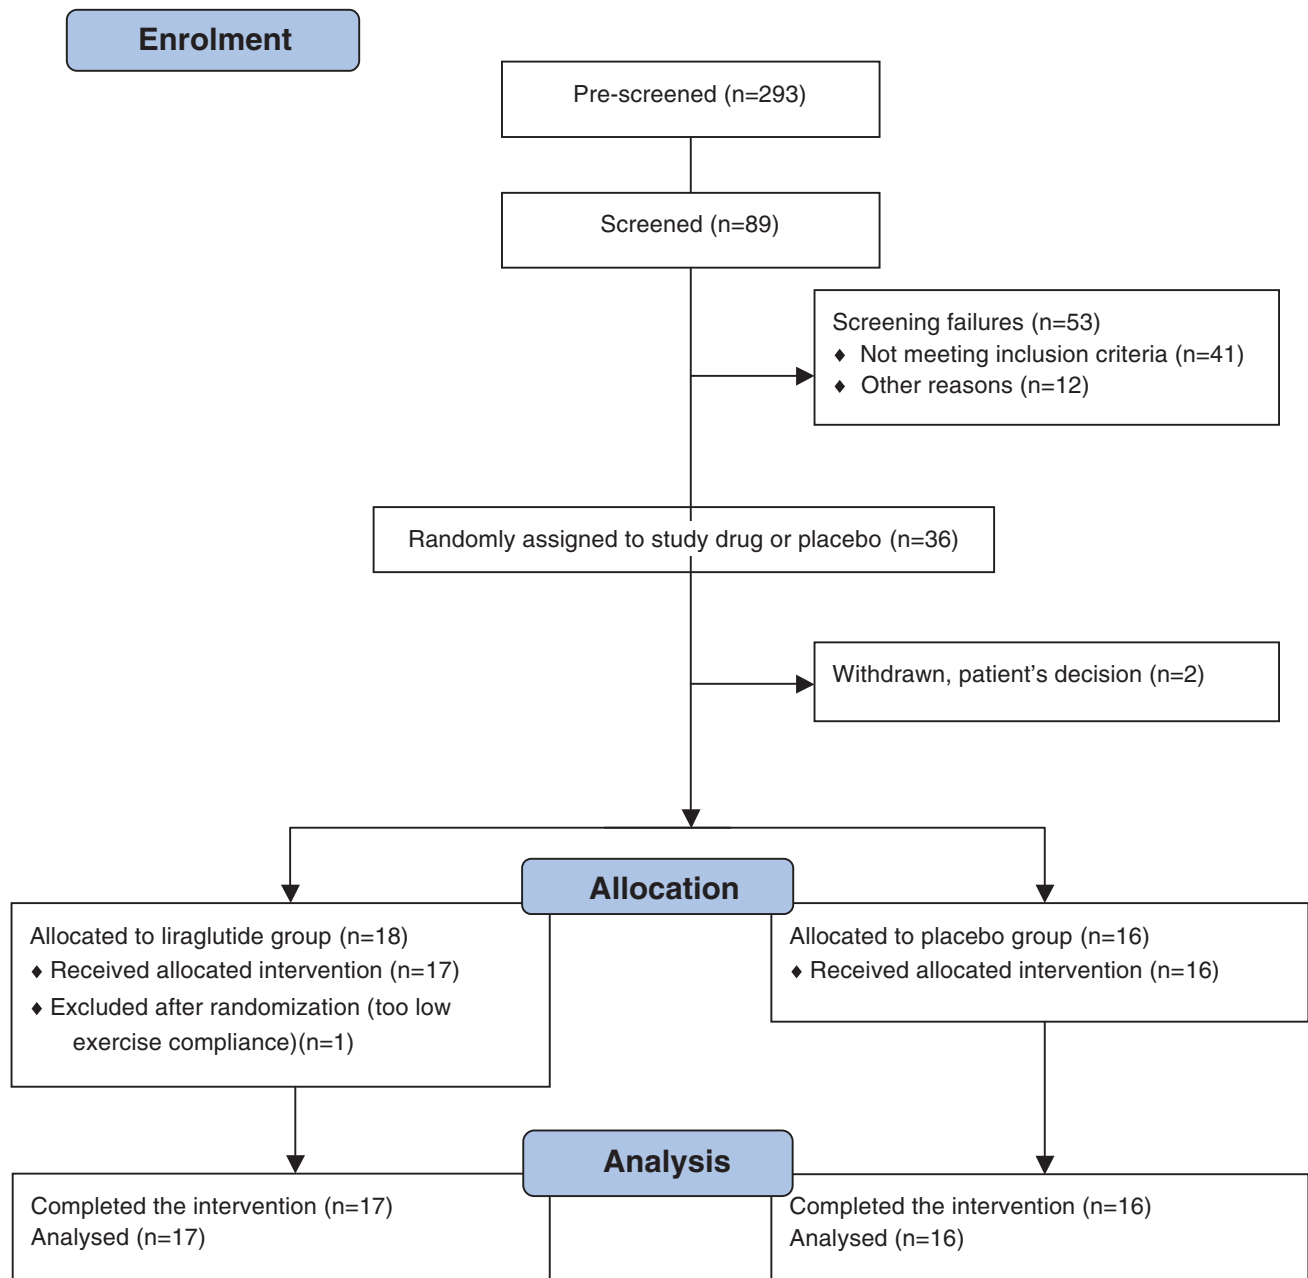 Enrolment
Pre-screened (n=293)
Screened (n=89)
Screening failures (n=53)
♦ Not meeting inclusion criteria (n=41)
♦ Other reasons (n=12)
Randomly assigned to study drug or placebo (n=36)
Withdrawn, patient’s decision (n=2)
Allocation
Allocated to liraglutide group (n=18)
♦ Received allocated intervention (n=17)
♦ Excluded after randomization (too low
exercise compliance)(n=1)
Allocated to placebo group (n=16)
♦ Received allocated intervention (n=16)
Analysis
Completed the intervention (n=17)
Analysed (n=17)
Completed the intervention (n=16)
Analysed (n=16)